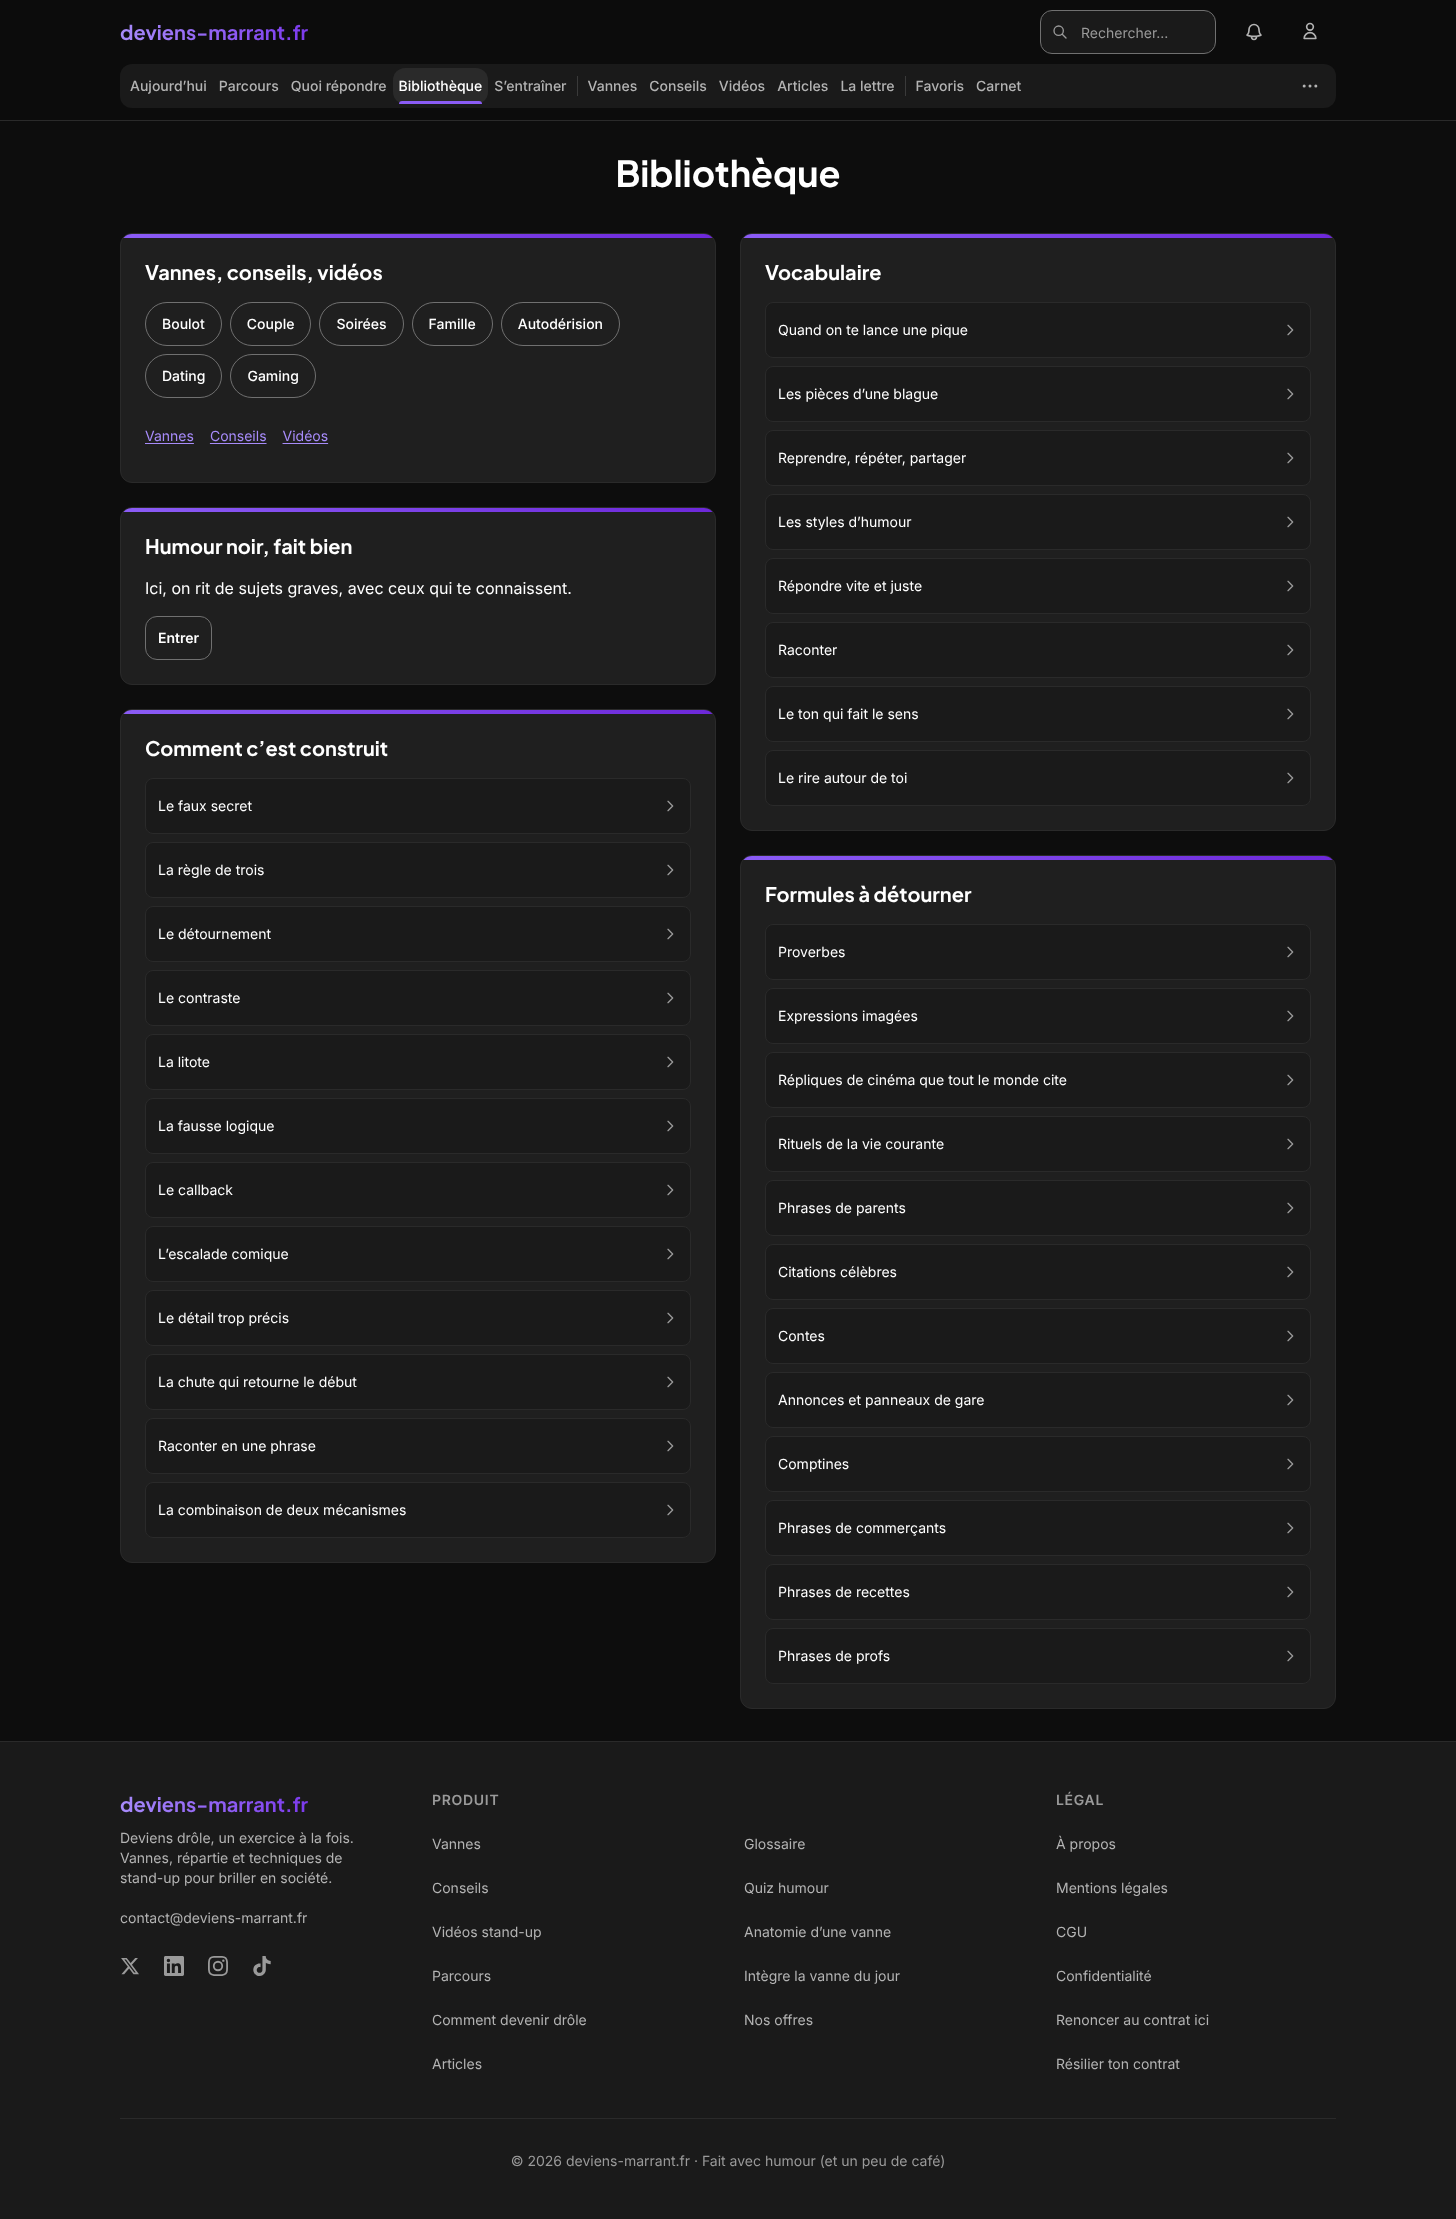 deviens-marrant.fr
Rechercher...
Aujourd’hui Parcours Quoi répondre Bibliothèque S’entraîner Vannes Conseils Vidéos Articles La lettre Favoris Carnet
Bibliothèque
Vannes, conseils, vidéos
Boulot Couple Soirées Famille Autodérision
Dating Gaming
Vannes Conseils Vidéos
Humour noir, fait bien
Ici, on rit de sujets graves, avec ceux qui te connaissent.
Entrer
Comment c’est construit
Le faux secret
La règle de trois
Le détournement
Le contraste
La litote
La fausse logique
Le callback
L’escalade comique
Le détail trop précis
La chute qui retourne le début
Raconter en une phrase
La combinaison de deux mécanismes
Vocabulaire
Quand on te lance une pique
Les pièces d’une blague
Reprendre, répéter, partager
Les styles d’humour
Répondre vite et juste
Raconter
Le ton qui fait le sens
Le rire autour de toi
Formules à détourner
Proverbes
Expressions imagées
Répliques de cinéma que tout le monde cite
Rituels de la vie courante
Phrases de parents
Citations célèbres
Contes
Annonces et panneaux de gare
Comptines
Phrases de commerçants
Phrases de recettes
Phrases de profs
deviens-marrant.fr
Deviens drôle, un exercice à la fois.
Vannes, répartie et techniques de
stand-up pour briller en société.
contact@deviens-marrant.fr
PRODUIT
Vannes
Conseils
Vidéos stand-up
Parcours
Comment devenir drôle
Articles
Glossaire
Quiz humour
Anatomie d’une vanne
Intègre la vanne du jour
Nos offres
LÉGAL
À propos
Mentions légales
CGU
Confidentialité
Renoncer au contrat ici
Résilier ton contrat
© 2026 deviens-marrant.fr · Fait avec humour (et un peu de café)